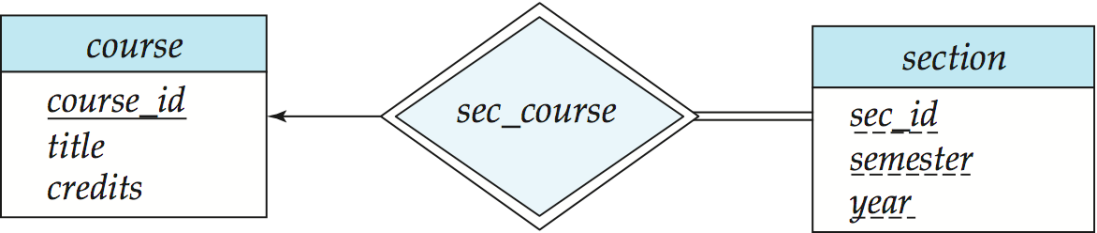 course
course_id
title
credits
sec_course
section
sec_id
semester
year